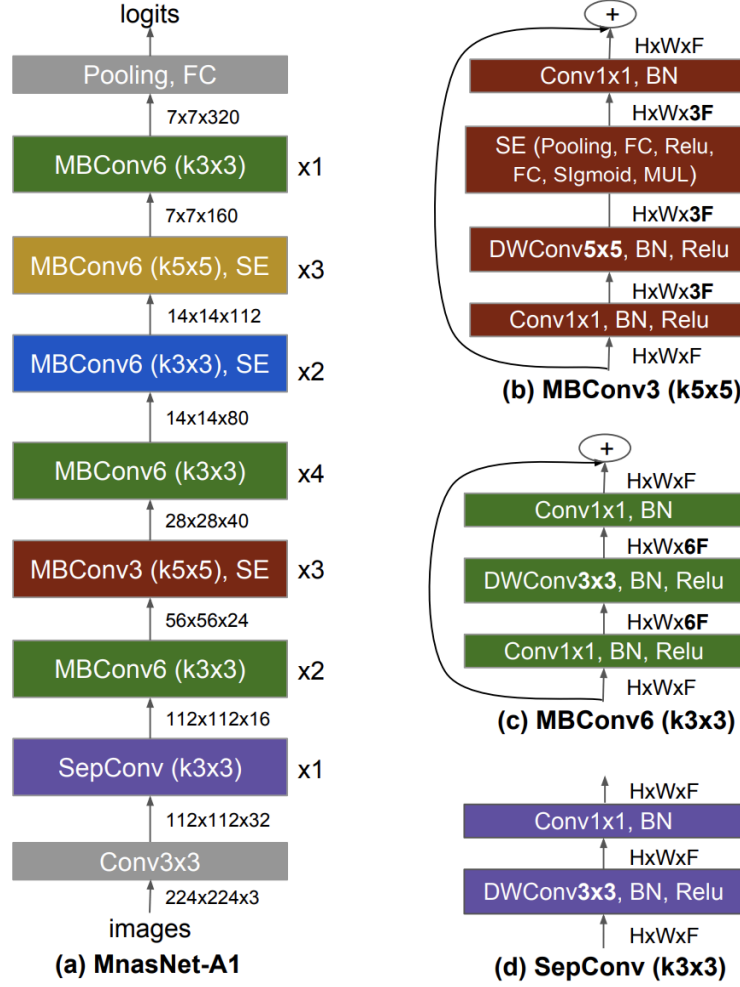 logits
Pooling, FC
7x7x320
MBConv6 (k3x3) x1
7x7x160
MBConv6 (k5x5), SE x3
14x14x112
MBConv6 (k3x3), SE x2
14x14x80
MBConv6 (k3x3) x4
28x28x40
MBConv3 (k5x5), SE x3
56x56x24
MBConv6 (k3x3) x2
112x112x16
SepConv (k3x3) x1
112x112x32
Conv3x3
224x224x3
images
(a) MnasNet-A1
+
HxWxF
Conv1x1, BN
HxWx3F
SE (Pooling, FC, Relu,
FC, SIgmoid, MUL)
HxWx3F
DWConv5x5, BN, Relu
HxWx3F
Conv1x1, BN, Relu
HxWxF
(b) MBConv3 (k5x5)
+
HxWxF
Conv1x1, BN
HxWx6F
DWConv3x3, BN, Relu
HxWx6F
Conv1x1, BN, Relu
HxWxF
(c) MBConv6 (k3x3)
HxWxF
Conv1x1, BN
HxWxF
DWConv3x3, BN, Relu
HxWxF
(d) SepConv (k3x3)